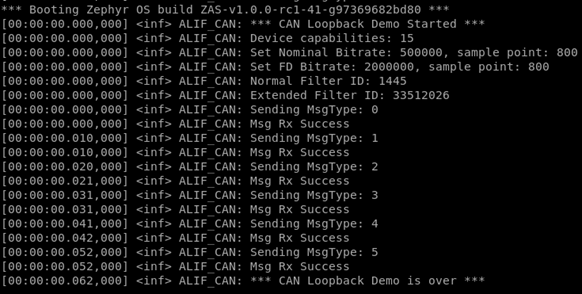 *** Booting Zephyr OS build ZAS-v1.0.0-rc1-41-g97369682bd80 ***
[00:00:00.000,000] <inf> ALIF_CAN: *** CAN Loopback Demo Started ***
[00:00:00.000,000] <inf> ALIF_CAN: Device capabilities: 15
[00:00:00.000,000] <inf> ALIF_CAN: Set Nominal Bitrate: 500000, sample point: 800
[00:00:00.000,000] <inf> ALIF_CAN: Set FD Bitrate: 2000000, sample point: 800
[00:00:00.000,000] <inf> ALIF_CAN: Normal Filter ID: 1445
[00:00:00.000,000] <inf> ALIF_CAN: Extended Filter ID: 33512026
[00:00:00.000,000] <inf> ALIF_CAN: Sending MsgType: 0
[00:00:00.000,000] <inf> ALIF_CAN: Msg Rx Success
[00:00:00.010,000] <inf> ALIF_CAN: Sending MsgType: 1
[00:00:00.010,000] <inf> ALIF_CAN: Msg Rx Success
[00:00:00.020,000] <inf> ALIF_CAN: Sending MsgType: 2
[00:00:00.021,000] <inf> ALIF_CAN: Msg Rx Success
[00:00:00.031,000] <inf> ALIF_CAN: Sending MsgType: 3
[00:00:00.031,000] <inf> ALIF_CAN: Msg Rx Success
[00:00:00.041,000] <inf> ALIF_CAN: Sending MsgType: 4
[00:00:00.042,000] <inf> ALIF_CAN: Msg Rx Success
[00:00:00.052,000] <inf> ALIF_CAN: Sending MsgType: 5
[00:00:00.052,000] <inf> ALIF_CAN: Msg Rx Success
[00:00:00.062,000] <inf> ALIF_CAN: *** CAN Loopback Demo is over ***